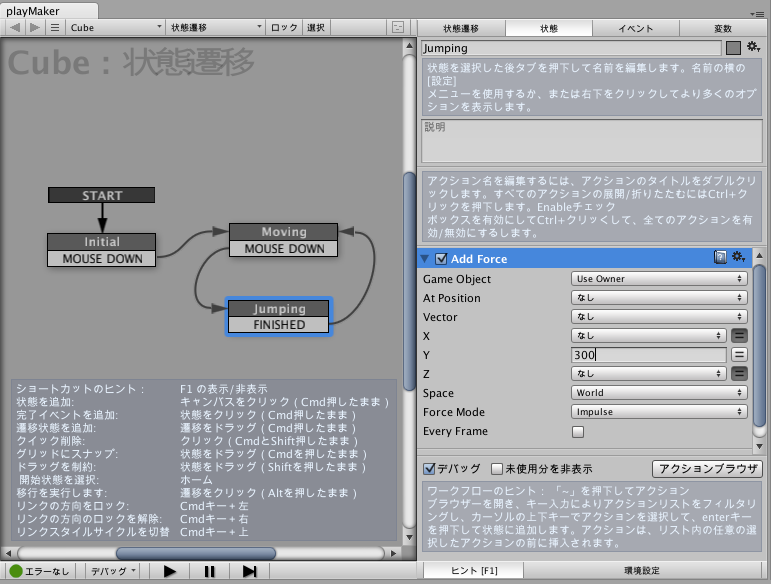 playMaker
Cube
状態遷移
ロック
選択
状態遷移
状態
イベント
変数
Cube : 状態遷移
START
Initial
MOUSE DOWN
Moving
MOUSE DOWN
Jumping
FINISHED
ショートカットのヒント : F1 の表示/非表示
状態を追加: キャンバスをクリック ( Cmd押したまま )
完了イベントを追加: 状態をクリック ( Cmd押したまま )
遷移状態を追加: 遷移をドラッグ ( Cmd押したまま )
クイック削除: クリック ( CmdとShift押したまま )
グリッドにスナップ: 状態をドラッグ ( Cmdを押したまま )
ドラッグを制約: 状態をドラッグ ( Shiftを押したまま )
開始状態を選択: ホーム
移行を実行します: 遷移をクリック ( Altを押したまま )
リンクの方向をロック: Cmdキー + 左
リンクの方向のロックを解除: Cmdキー + 右
リンクスタイルサイクルを切替 Cmdキー + 上
エラーなし
デバッグ
Jumping
状態を選択した後タブを押下して名前を編集します。名前の横の
[設定]
メニューを使用するか、または右下をクリックしてより多くのオプ
ションを表示します。
説明
アクション名を編集するには、アクションのタイトルをダブルクリ
ックします。すべてのアクションの展開/折りたたむにはCtrl+ク
リックを押下します。Enableチェック
ボックスを有効にしてCtrl+クリックして、全てのアクションを有
効/無効にするします。
Add Force
Game Object Use Owner
At Position なし
Vector なし
X なし
Y 300
Z なし
Space World
Force Mode Impulse
Every Frame
デバッグ 未使用分を非表示 アクションブラウザ
ワークフローのヒント : 「~」を押下してアクション
ブラウザーを開き、キー入力によりアクションリストをフィルタリ
ングし、カーソルの上下キーでアクションを選択して、enterキー
を押下して状態に追加します。アクションは、リスト内の任意の選
択したアクションの前に挿入されます。
ヒント [F1]
環境設定